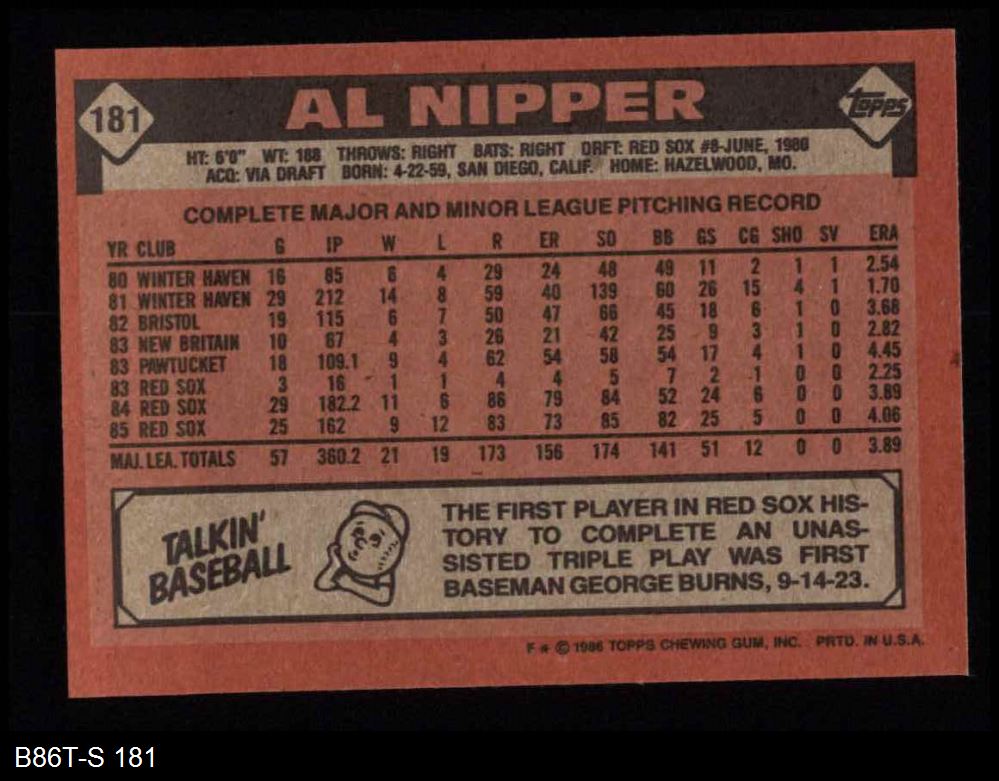 181
AL NIPPER
Topps
HT: 6'0" WT: 188 THROWS: RIGHT BATS: RIGHT DRFT: RED SOX #8-JUNE, 1980
ACQ: VIA DRAFT BORN: 4-22-59, SAN DIEGO, CALIF. HOME: HAZELWOOD, MO.
COMPLETE MAJOR AND MINOR LEAGUE PITCHING RECORD
YR CLUB G IP W L R ER SO BB GS CG SHO SV ERA
80 WINTER HAVEN 16 85 6 4 29 24 48 49 11 2 1 1 2.54
81 WINTER HAVEN 29 212 14 8 59 40 139 60 26 15 4 1 1.70
82 BRISTOL 19 115 6 7 50 47 66 45 18 6 1 0 3.68
83 NEW BRITAIN 10 67 4 3 26 21 42 25 9 3 1 0 2.82
83 PAWTUCKET 18 109.1 9 4 62 54 58 54 17 4 1 0 4.45
83 RED SOX 3 16 1 1 4 4 5 7 2 1 0 0 2.25
84 RED SOX 29 182.2 11 6 86 79 84 52 24 6 0 0 3.89
85 RED SOX 25 162 9 12 83 73 85 82 25 5 0 0 4.06
MAJ. LEA. TOTALS 57 360.2 21 19 173 156 174 141 51 12 0 0 3.89
TALKIN'
BASEBALL
THE FIRST PLAYER IN RED SOX HIS-
TORY TO COMPLETE AN UNAS-
SISTED TRIPLE PLAY WAS FIRST
BASEMAN GEORGE BURNS, 9-14-23.
F * © 1986 TOPPS CHEWING GUM, INC. PRTD. IN U.S.A.
B86T-S 181